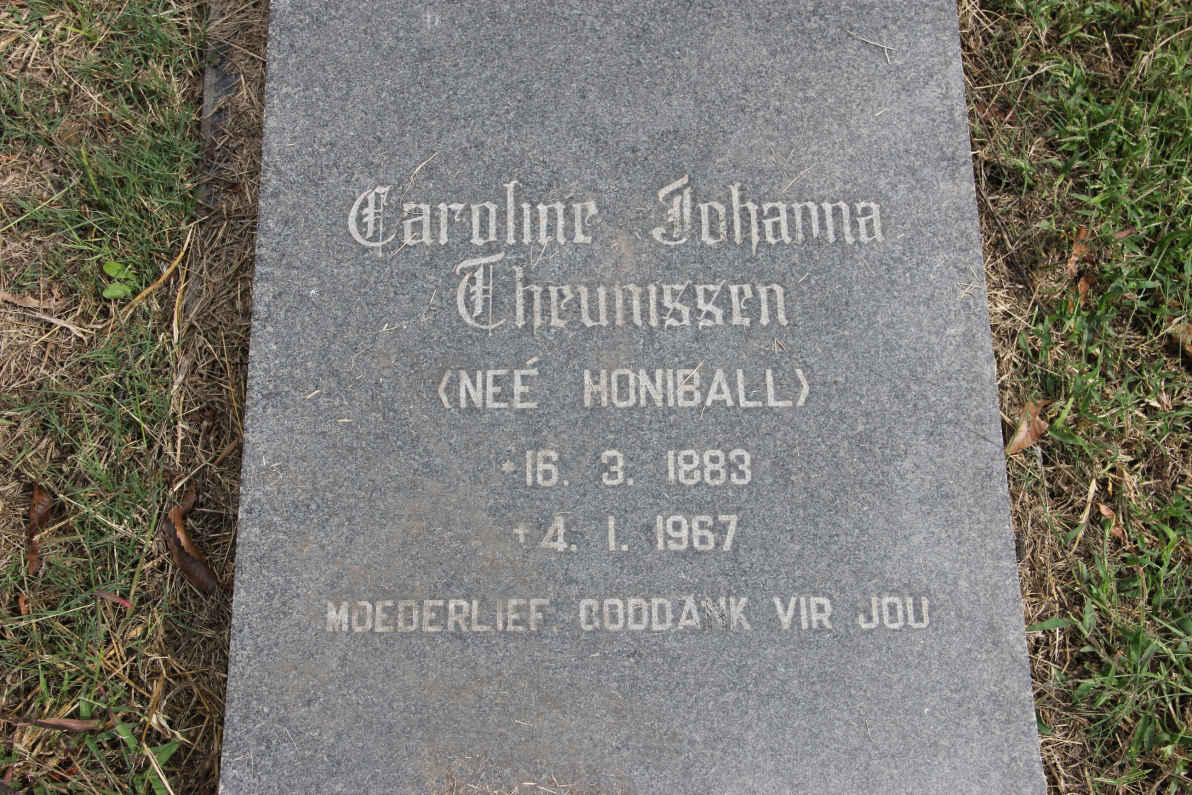 Caroline Johanna
Theunissen
(NEÉ HONIBALL)
*16. 3. 1883
+4. 1. 1967
MOEDERLIEF. GODDANK VIR JOU